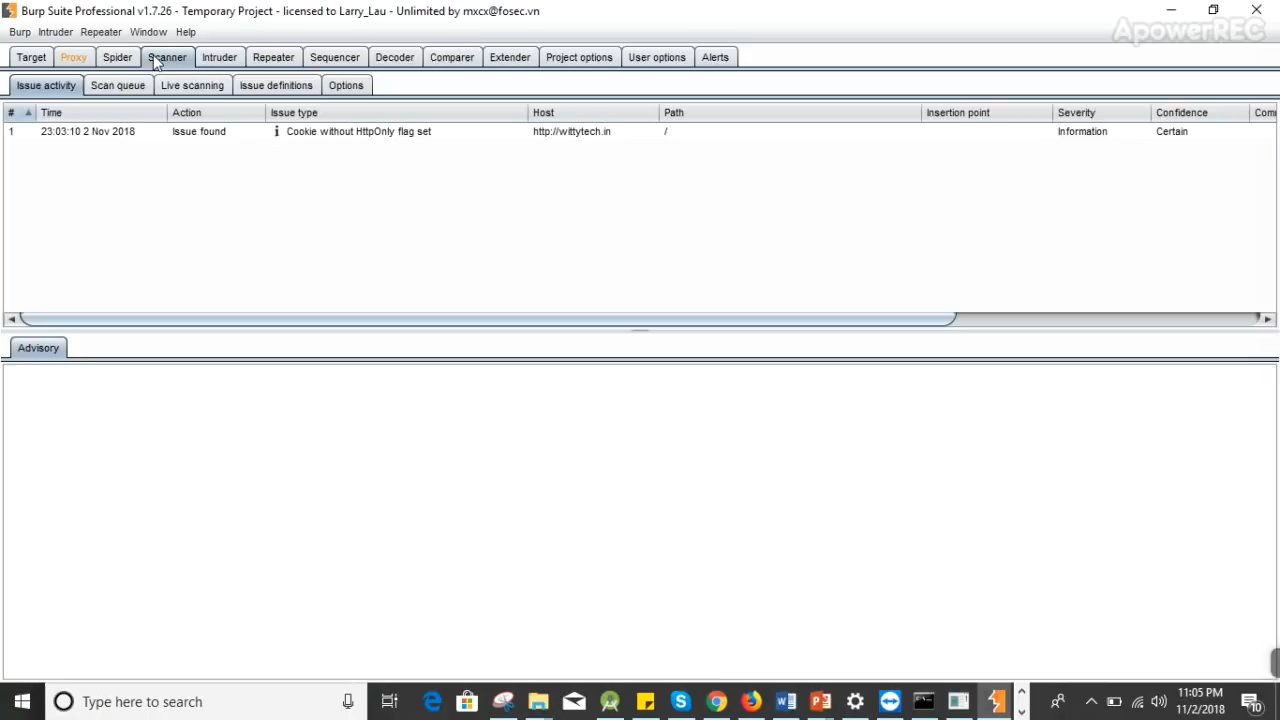 Burp Suite Professional v1.7.26 - Temporary Project - licensed to Larry_Lau - Unlimited by mxcx@fosec.vn
ApowerREC
Burp Intruder Repeater Window Help
Target Proxy Spider Scanner Intruder Repeater Sequencer Decoder Comparer Extender Project options User options Alerts
Issue activity Scan queue Live scanning Issue definitions Options
# Time Action Issue type Host Path Insertion point Severity Confidence
1 23:03:10 2 Nov 2018 Issue found Cookie without HttpOnly flag set http://wittytech.in / Information Certain
Advisory
Type here to search
11:05 PM
11/2/2018
10